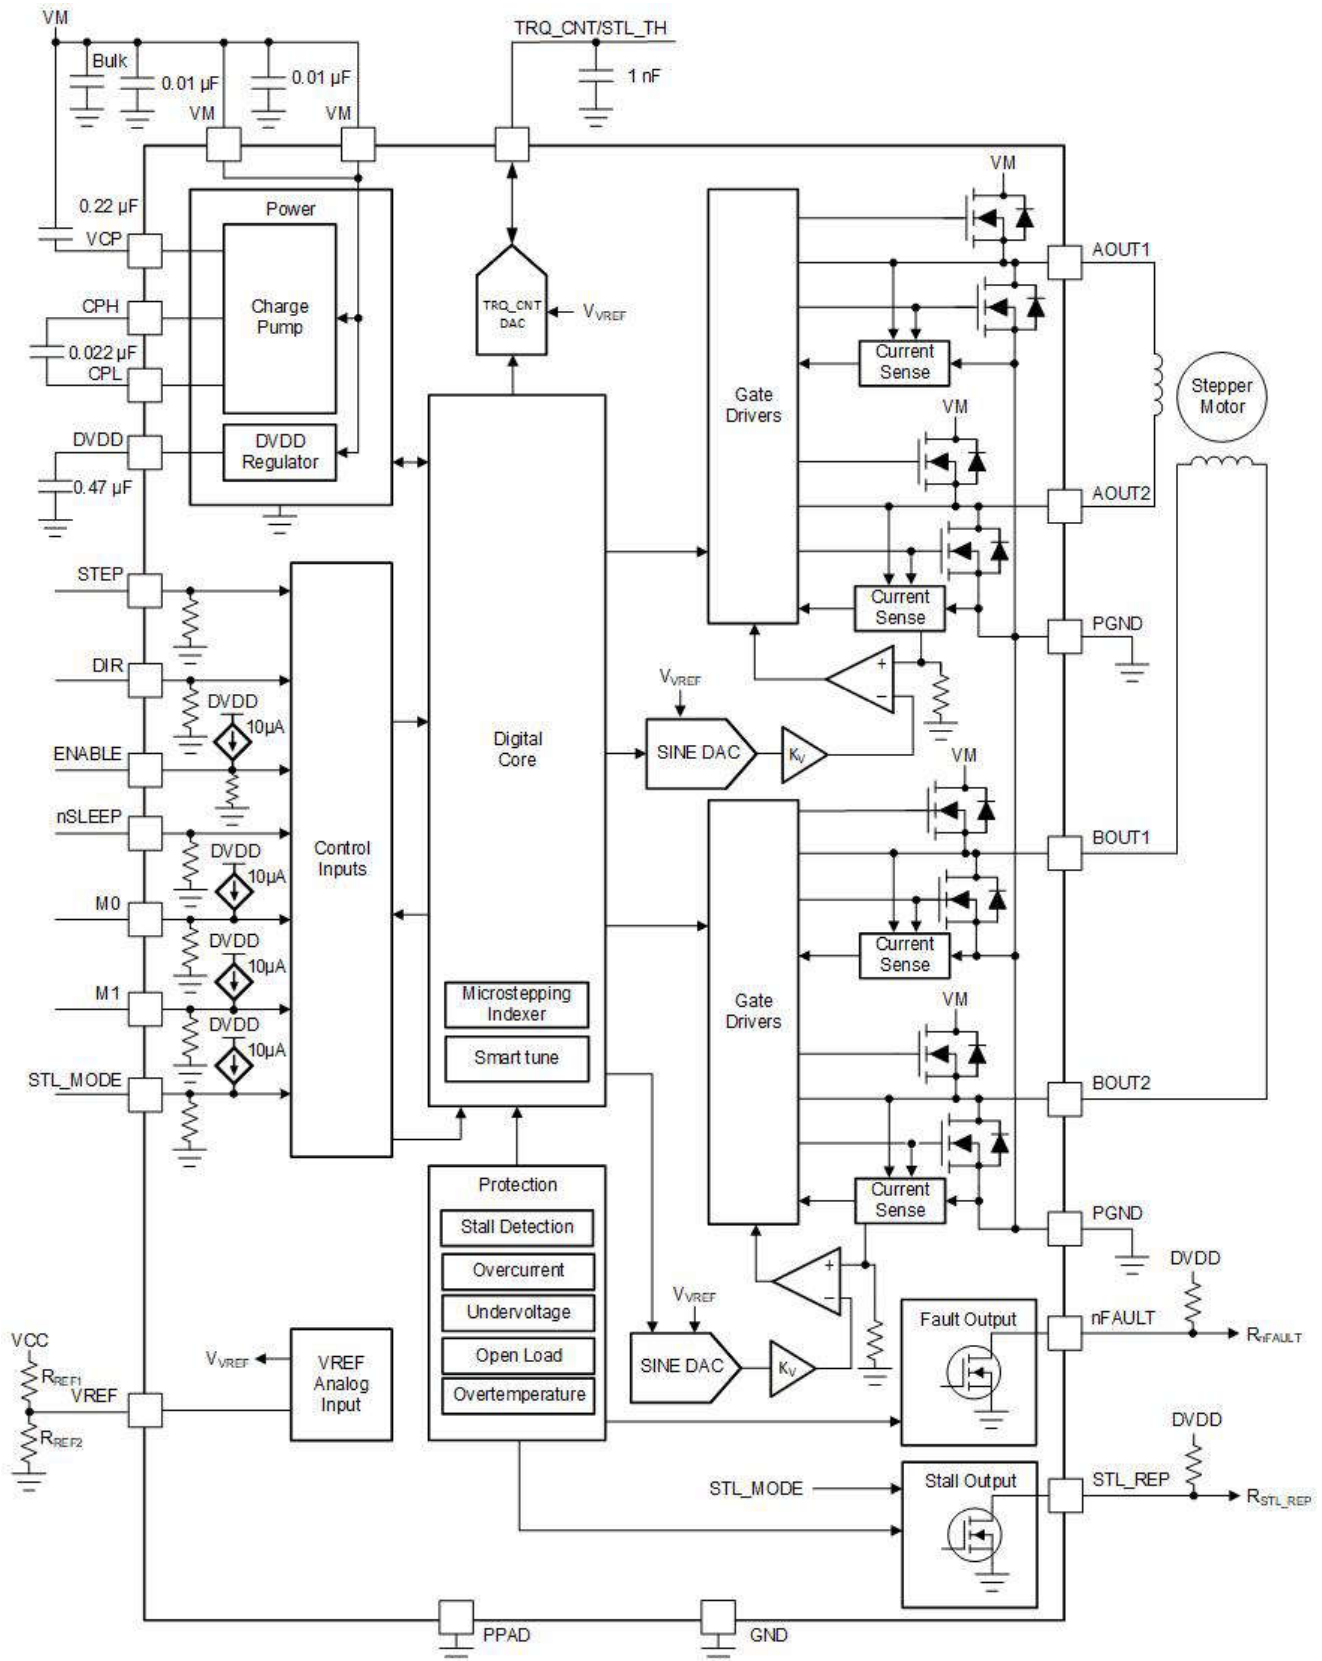 VM
TRQ_CNT/STL_TH
Bulk
0.01 µF
0.01 µF
1 nF
VM
VM
VM
Power
0.22 µF
VCP
AOUT1
CPH
Charge
Pump
TRQ_CNT
DAC
VVREF
0.022 µF
CPL
Current
Sense
Gate
Drivers
Stepper
Motor
VM
DVDD
DVDD
Regulator
0.47 µF
AOUT2
STEP
Current
Sense
PGND
DIR
DVDD
10µA
VVREF
+
−
ENABLE
Digital
Core
SINE DAC
KV
VM
nSLEEP
DVDD
10µA
Control
Inputs
BOUT1
M0
DVDD
10µA
Current
Sense
M1
Microstepping
Indexer
Gate
Drivers
VM
DVDD
10µA
Smart tune
STL_MODE
BOUT2
Protection
Current
Sense
Stall Detection
PGND
Overcurrent
+
−
DVDD
Undervoltage
VVREF
Fault Output
nFAULT
RnFAULT
VCC
RREF1
VREF
RREF2
VVREF
VREF
Analog
Input
Open Load
Overtemperature
SINE DAC
KV
DVDD
STL_MODE
Stall Output
STL_REP
RSTL_REP
PPAD
GND